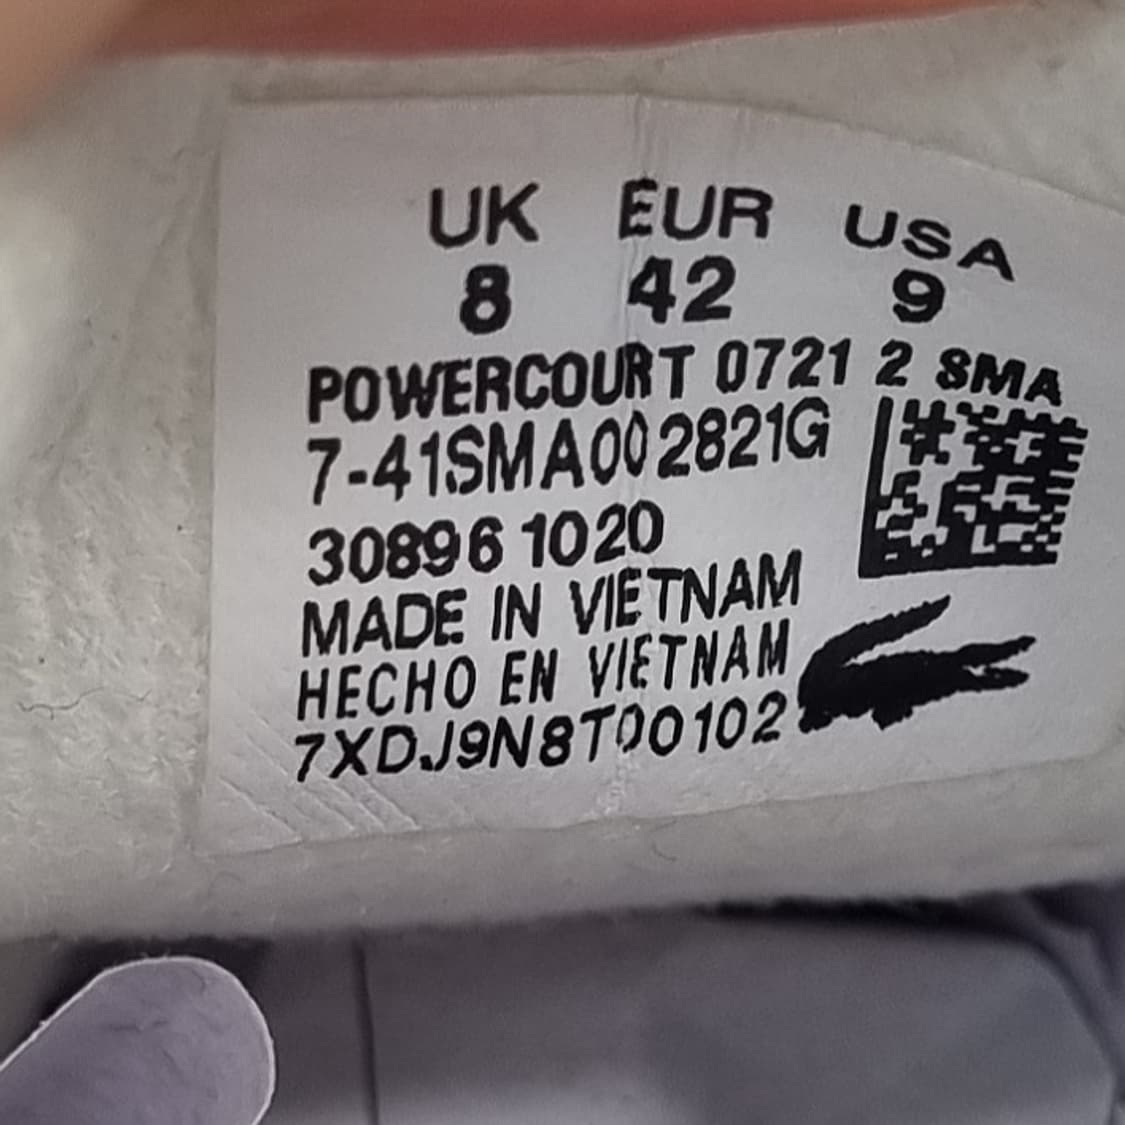 UK EUR USA
8 42 9
POWERCOURT 0721 2 SMA
7-41SMA002821G
30896 1020
MADE IN VIETNAM
HECHO EN VIETNAM
7XDJ9N8T00102